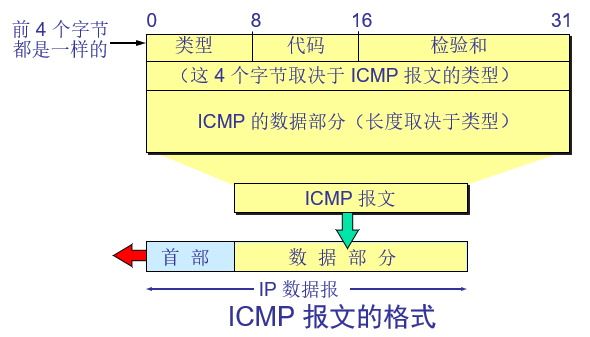 0 8 16 31
前 4 个字节
都是一样的
类型 代码 检验和
（这 4 个字节取决于 ICMP 报文的类型）
ICMP 的数据部分（长度取决于类型）
ICMP 报文
首 部 数 据 部 分
IP 数据报
ICMP 报文的格式